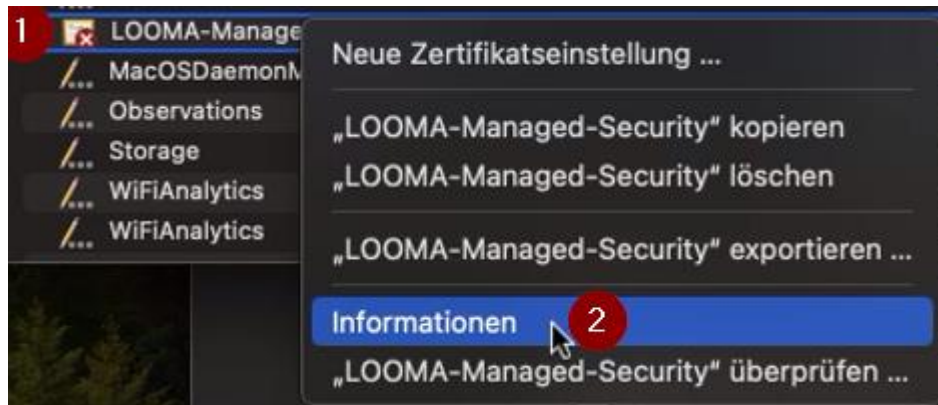 1
LOOMA-Manage
MacOSDaemonM
Observations
Storage
WiFiAnalytics
WiFiAnalytics
Neue Zertifikatseinstellung ...
„LOOMA-Managed-Security“ kopieren
„LOOMA-Managed-Security“ löschen
„LOOMA-Managed-Security“ exportieren ...
Informationen 2
„LOOMA-Managed-Security“ überprüfen ...